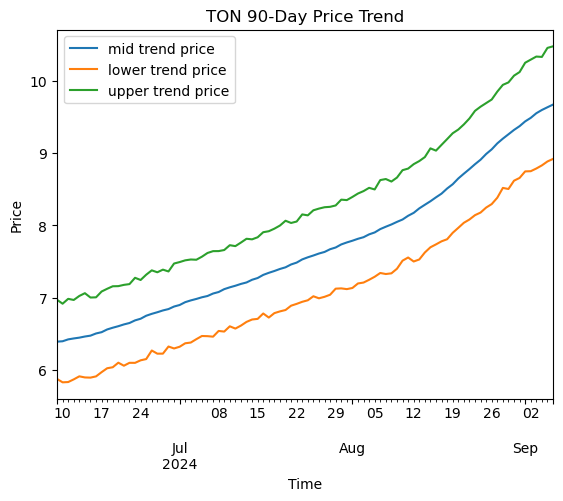 TON 90-Day Price Trend
mid trend price
lower trend price
upper trend price
Price
10
9
8
7
6
10 17 24 08 15 22 29 05 12 19 26 02
Jul Aug Sep
2024
Time